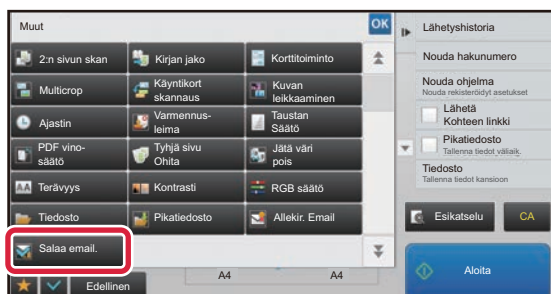 Muut
OK
2:n sivun skan
Kirjan jako
Korttitoiminto
Multicrop
Käyntikort
skannaus
Kuvan
leikkaaminen
Ajastin
Varmennus-
leima
Taustan
Säätö
PDF vino-
säätö
Tyhjä sivu
Ohita
Jätä väri
pois
AA
Terävyys
Kontrasti
RGB säätö
Tiedosto
Pikatiedosto
Allekir. Email
Salaa email.
Edellinen
A4
A4
Lähetyshistoria
Nouda hakunumero
Nouda ohjelma
Nouda rekisteröidyt asetukset
Lähetä
Kohteen linkki
Pikatiedosto
Tallenna tiedot väliaik.
Tiedosto
Tallenna tiedot kansioon
Esikatselu
CA
Aloita